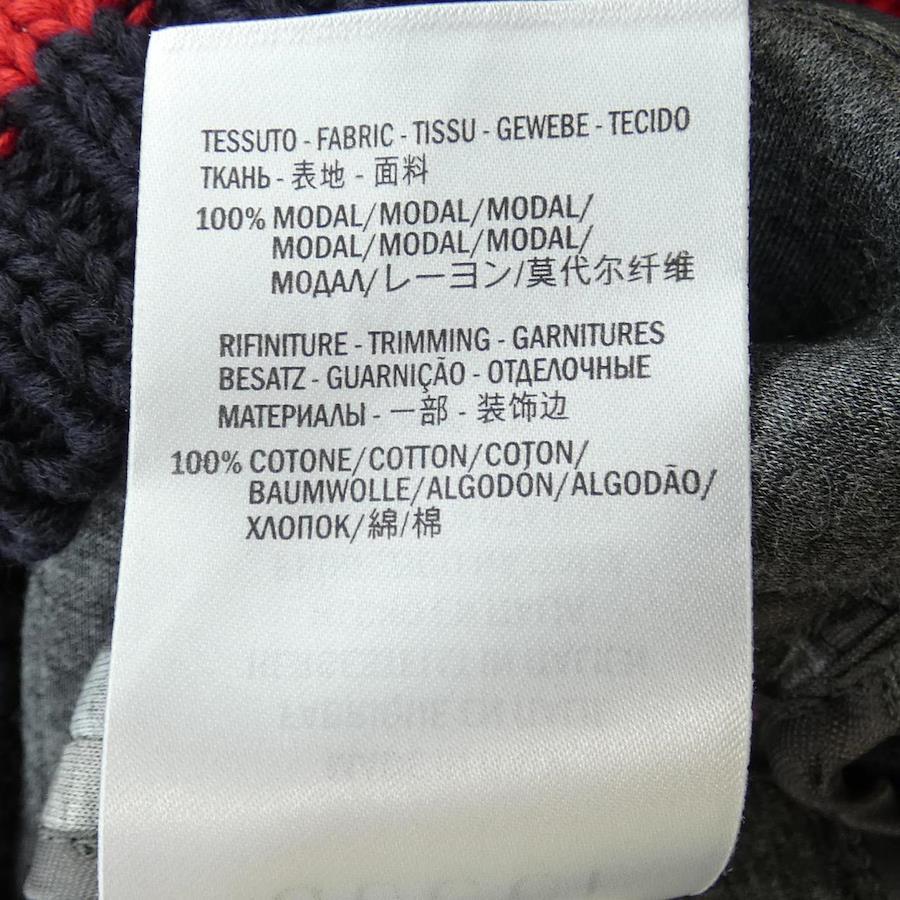 TESSUTO - FABRIC - TISSU - GEWEBE - TECIDO
ТКАНЬ - 表地 - 面料
100% MODAL/MODAL/MODAL/
MODAL/MODAL/MODAL/
МОДАЛ/レーヨン/莫代尔纤维
RIFINITURE - TRIMMING - GARNITURES
BESATZ - GUARNIÇÃO - ОТДЕЛОЧНЫЕ
МАТЕРИАЛЫ - 一部 - 装饰边
100% COTONE/COTTON/COTON/
BAUMWOLLE/ALGODÓN/ALGODÃO/
ХЛОПОК/綿/棉